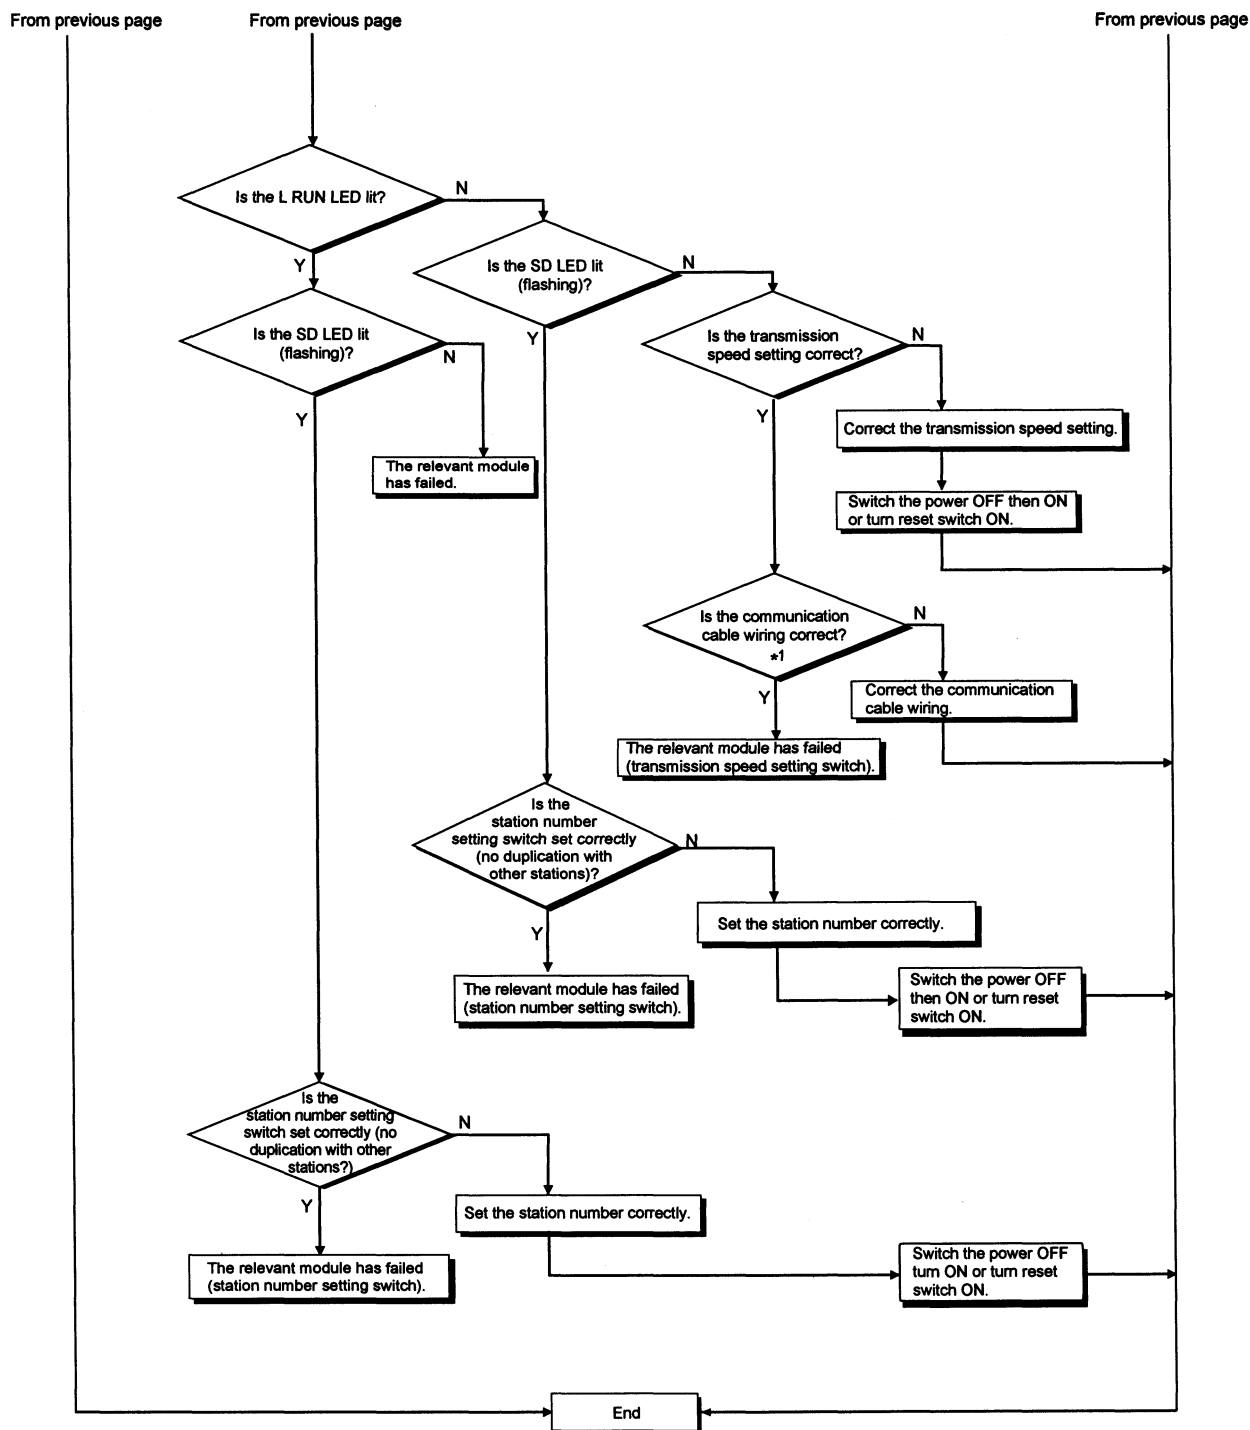 From previous page
From previous page
From previous page
Is the L RUN LED lit?
N
Y
Is the SD LED lit
(flashing)?
N
Y
Is the SD LED lit
(flashing)?
N
Y
Is the transmission
speed setting correct?
N
Y
Correct the transmission speed setting.
The relevant module
has failed.
Switch the power OFF then ON
or turn reset switch ON.
Is the communication
cable wiring correct?
*1
N
Y
Correct the communication
cable wiring.
The relevant module has failed
(transmission speed setting switch).
Is the
station number
setting switch set correctly
(no duplication with
other stations)?
N
Y
Set the station number correctly.
The relevant module has failed
(station number setting switch).
Switch the power OFF
then ON or turn reset
switch ON.
Is the
station number setting
switch set correctly (no
duplication with other
stations?)
N
Y
Set the station number correctly.
The relevant module has failed
(station number setting switch).
Switch the power OFF
turn ON or turn reset
switch ON.
End